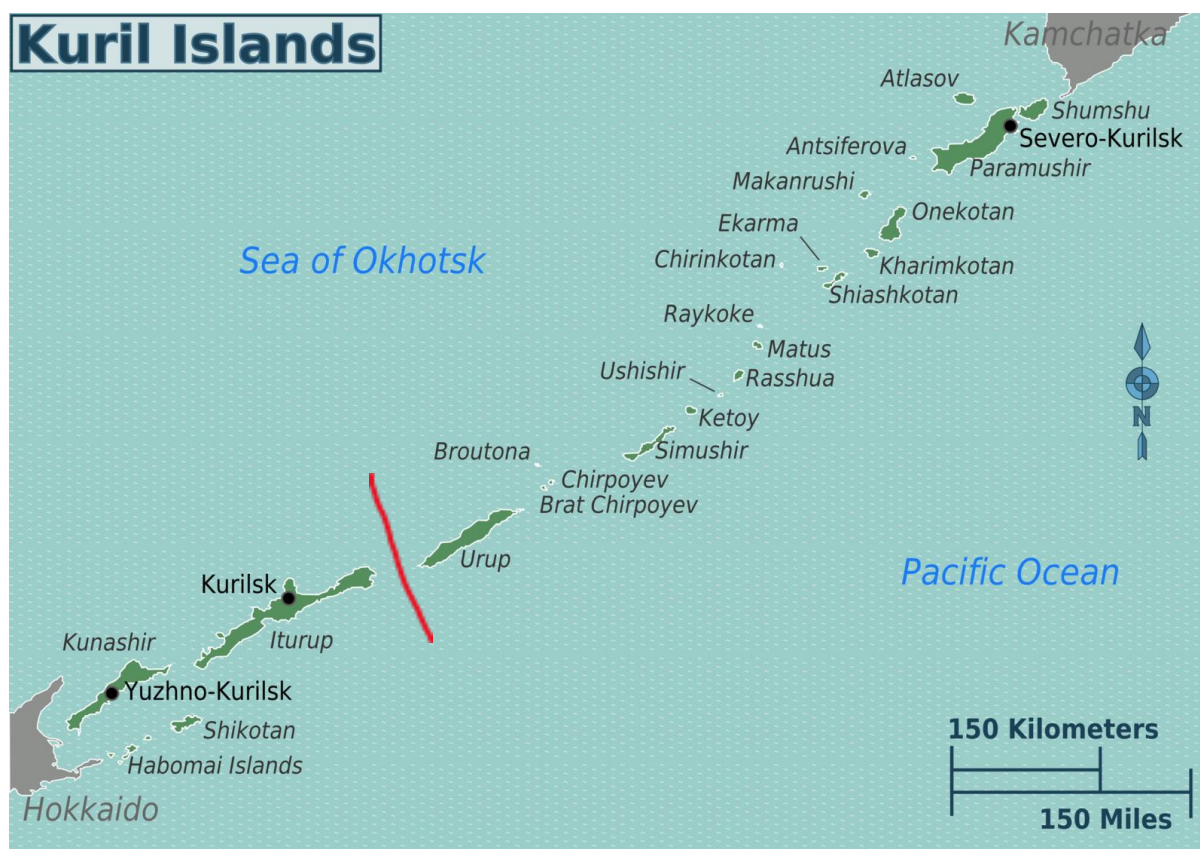 Kuril Islands
Kamchatka
Atlasov
Shumshu
Severo-Kurilsk
Antsiferova
Paramushir
Makanrushi
Onekotan
Ekarma
Sea of Okhotsk
Chirinkotan
Kharimkotan
Shiashkotan
Raykoke
Matus
Ushishir
Rasshua
N
Ketoy
Simushir
Broutona
Chirpoyev
Brat Chirpoyev
Urup
Pacific Ocean
Kurilsk
Iturup
Kunashir
Yuzhno-Kurilsk
Shikotan
150 Kilometers
Habomai Islands
Hokkaido
150 Miles